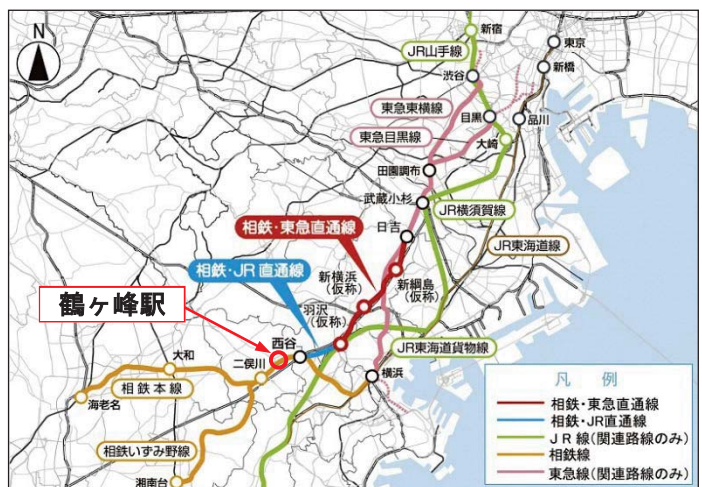 N
新宿
JR山手線
東京
渋谷
新橋
東急東横線
目黒
品川
東急目黒線
大崎
田園調布
武蔵小杉
JR横須賀線
相鉄・東急直通線
日吉
JR東海道線
相鉄・JR 直通線
新横浜
(仮称)
新綱島
(仮称)
鶴ヶ峰駅
羽沢
(仮称)
西谷
JR東海道貨物線
大和
二俣川
横浜
相鉄本線
海老名
相鉄いずみ野線
湘南台
凡 例
相鉄・東急直通線
相鉄・JR直通線
JR線(関連路線のみ)
相鉄線
東急線(関連路線のみ)